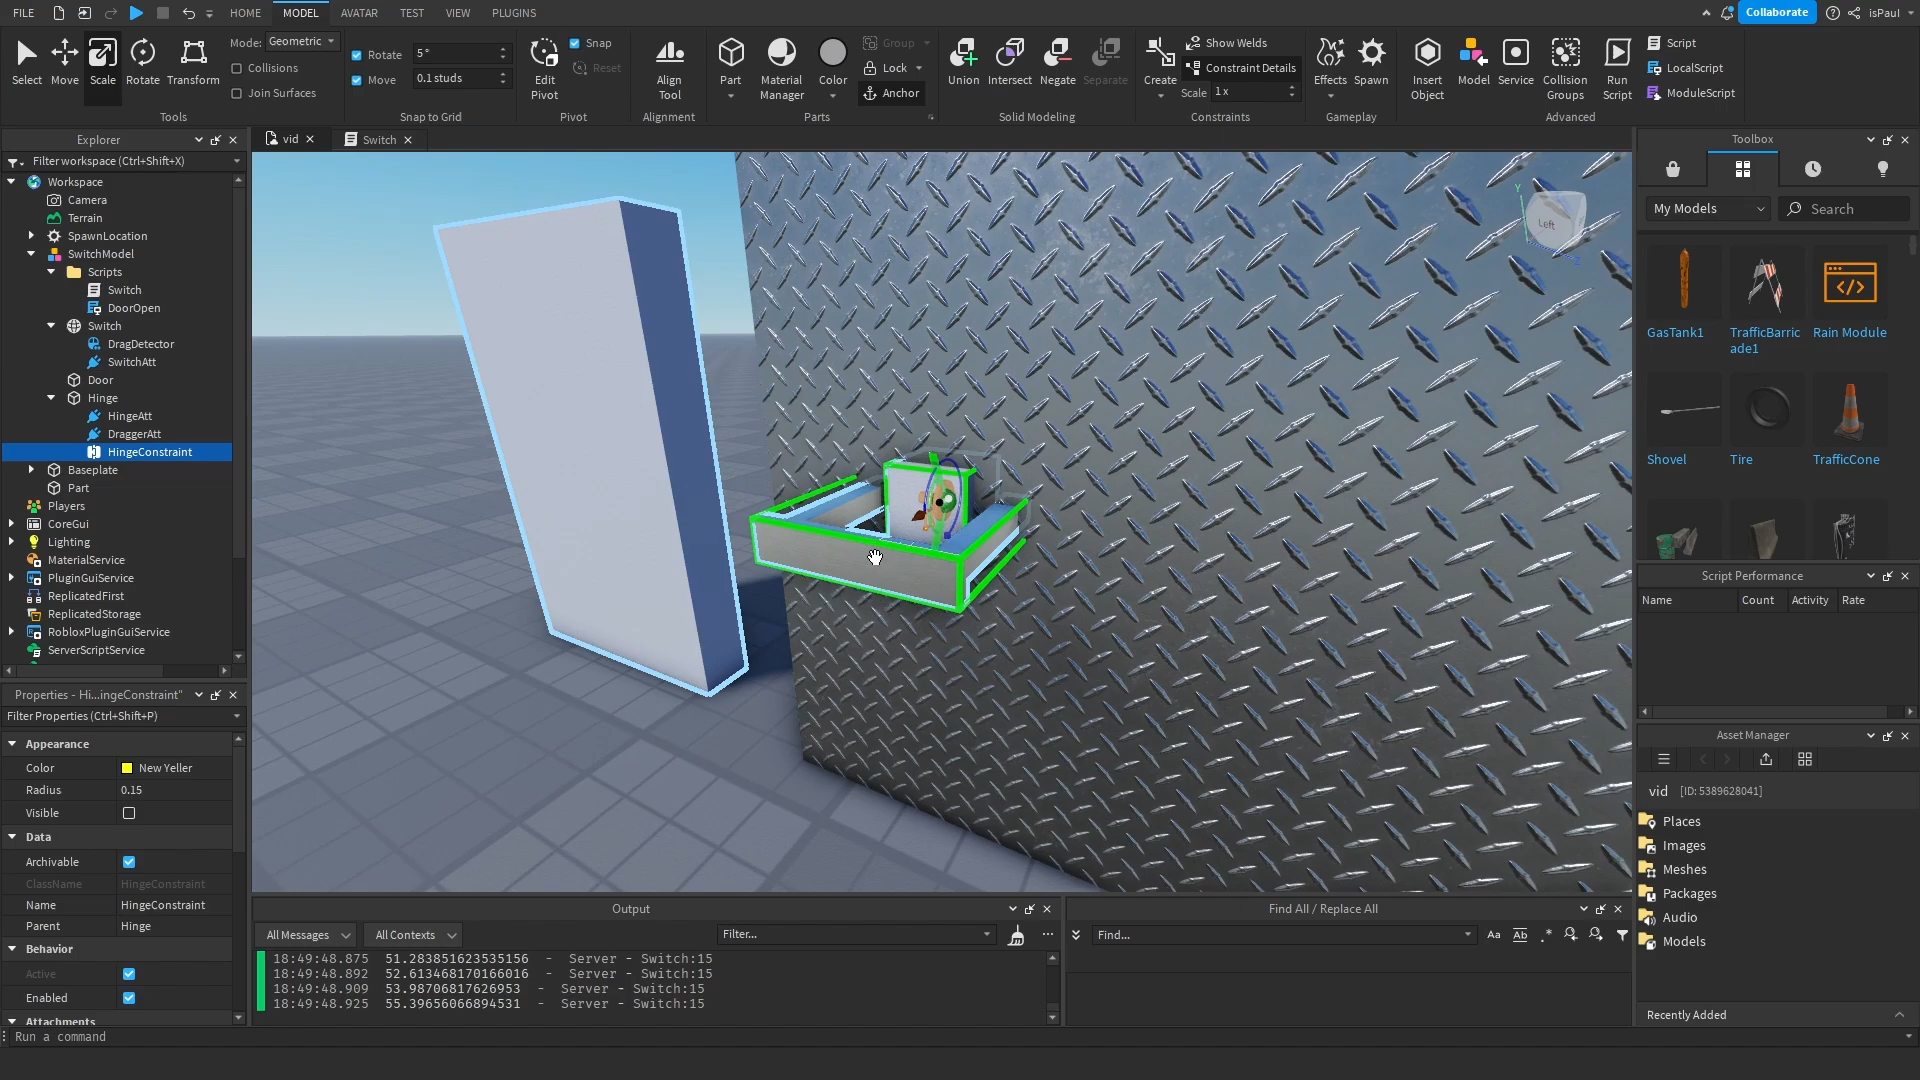 FILE
HOME
MODEL
AVATAR
TEST
VIEW
PLUGINS
Collaborate
isPaul
Select
Move
Scale
Rotate
Transform
Mode:
Geometric
Collisions
Join Surfaces
Tools
Rotate
5°
Move
0.1 studs
Snap to Grid
Edit
Pivot
Snap
Reset
Pivot
Align
Tool
Alignment
Part
Material
Manager
Color
Group
Lock
Anchor
Parts
Union
Intersect
Negate
Separate
Solid Modeling
Create
Show Welds
Constraint Details
Scale
1 x
Constraints
Effects
Spawn
Gameplay
Insert
Object
Model
Service
Collision
Groups
Run
Script
Script
LocalScript
ModuleScript
Advanced
Explorer
Filter workspace (Ctrl+Shift+X)
Workspace
Camera
Terrain
SpawnLocation
SwitchModel
Scripts
Switch
DoorOpen
Switch
DragDetector
SwitchAtt
Door
Hinge
HingeAtt
DraggerAtt
HingeConstraint
Baseplate
Part
Players
CoreGui
Lighting
MaterialService
PluginGuiService
ReplicatedFirst
ReplicatedStorage
RobloxPluginGuiService
ServerScriptService
Properties - Hi...ingeConstraint"
Filter Properties (Ctrl+Shift+P)
Appearance
Color
New Yeller
Radius
0.15
Visible
Data
Archivable
ClassName
HingeConstraint
Name
HingeConstraint
Parent
Hinge
Behavior
Active
Enabled
Attachments
Run a command
vid
Switch
Y
Left
Z
Output
All Messages
All Contexts
Filter...
18:49:48.875 51.283851623535156 - Server - Switch:15
18:49:48.892 52.613468170166016 - Server - Switch:15
18:49:48.909 53.98706817626953 - Server - Switch:15
18:49:48.925 55.39656066894531 - Server - Switch:15
Find All / Replace All
Find...
Aa
Ab
.*
Toolbox
My Models
Search
GasTank1
TrafficBarric
ade1
Rain Module
Shovel
Tire
TrafficCone
Script Performance
Name
Count
Activity
Rate
Asset Manager
vid
[ID: 5389628041]
Places
Images
Meshes
Packages
Audio
Models
Recently Added